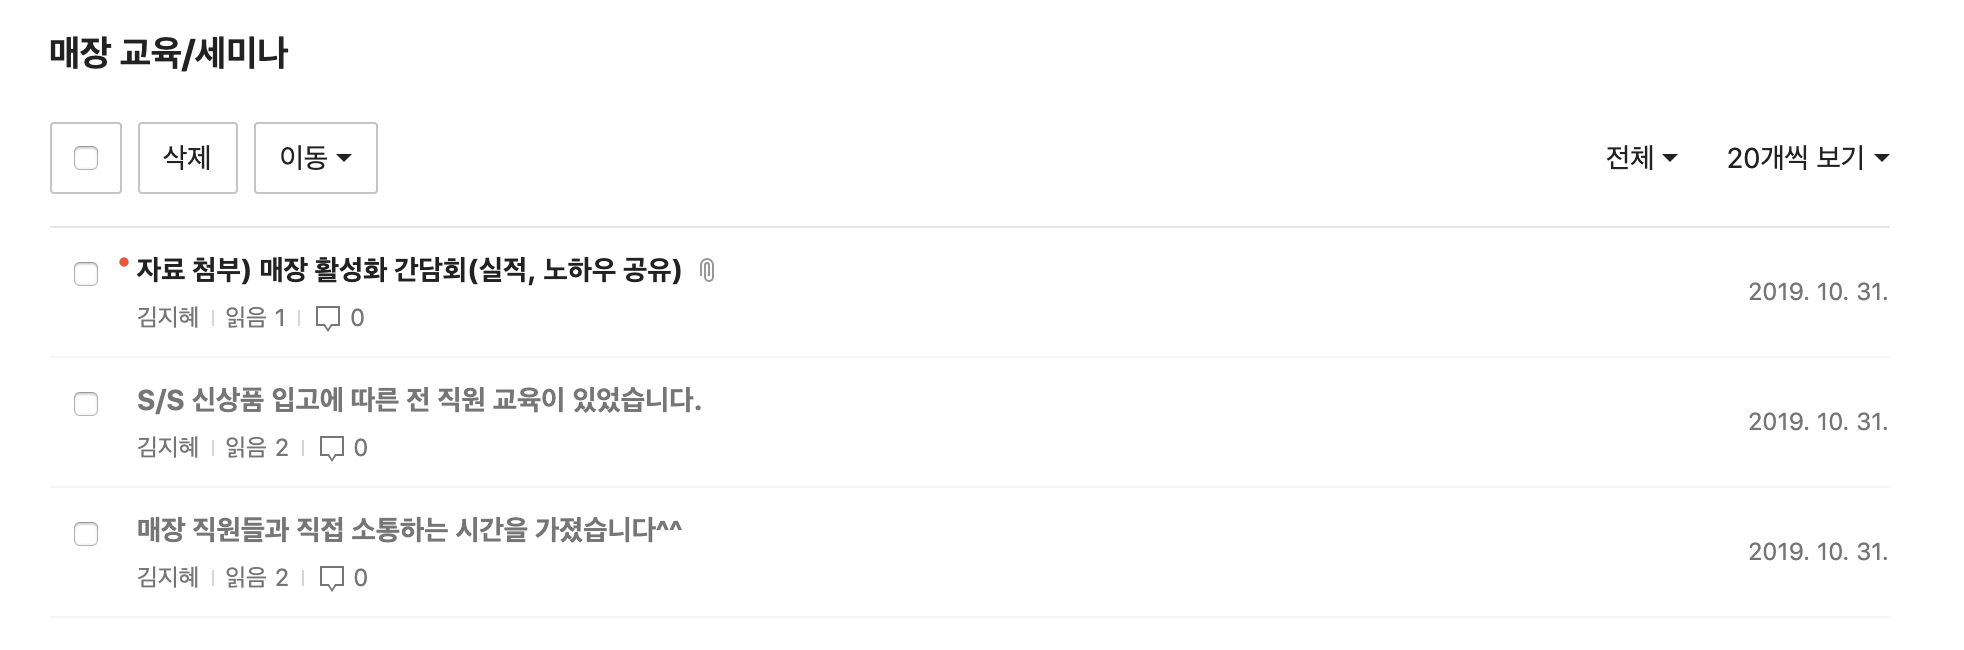 매장 교육/세미나
삭제 이동 전체 20개씩 보기
자료 첨부) 매장 활성화 간담회(실적, 노하우 공유)
2019. 10. 31.
김지혜 읽음 1 0
S/S 신상품 입고에 따른 전 직원 교육이 있었습니다.
2019. 10. 31.
김지혜 읽음 2 0
매장 직원들과 직접 소통하는 시간을 가졌습니다^^
2019. 10. 31.
김지혜 읽음 2 0